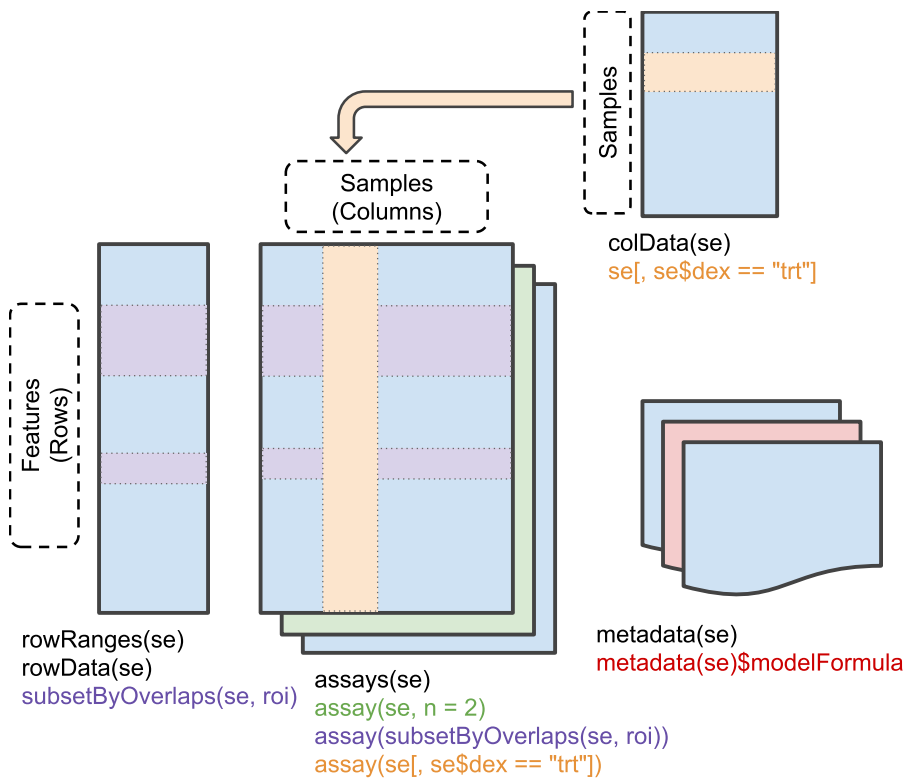 Samples
Samples
(Columns)
colData(se)
se[, se$dex == "trt"]
Features
(Rows)
rowRanges(se)
rowData(se)
subsetByOverlaps(se, roi)
assays(se)
assay(se, n = 2)
assay(subsetByOverlaps(se, roi))
assay(se[, se$dex == "trt"])
metadata(se)
metadata(se)$modelFormula